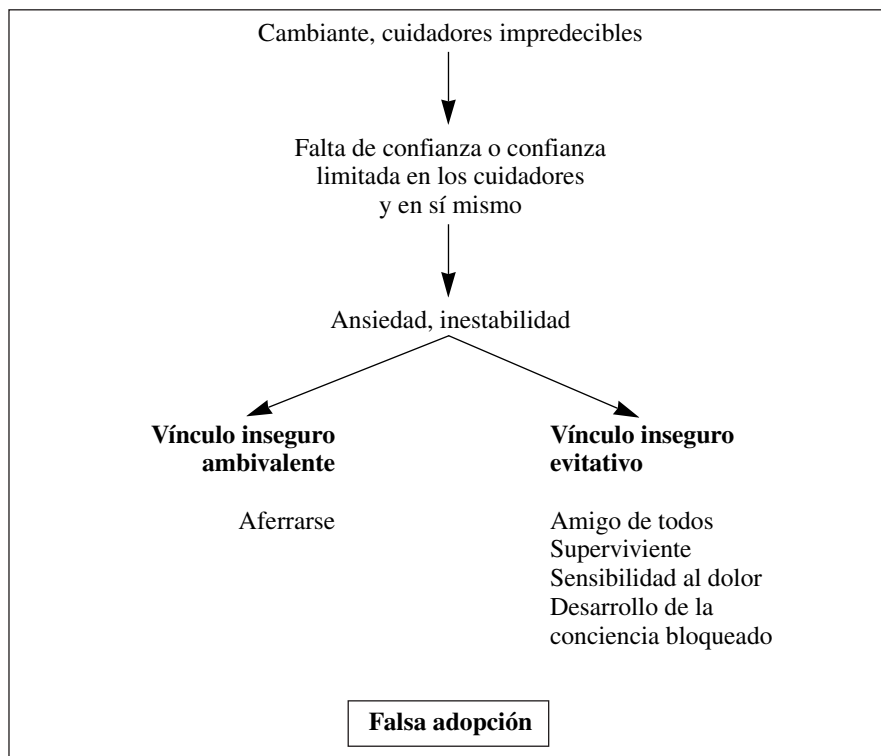 Cambiante, cuidadores impredecibles
Falta de confianza o confianza
limitada en los cuidadores
y en sí mismo
Ansiedad, inestabilidad
Vínculo inseguro
ambivalente
Aferrarse
Vínculo inseguro
evitativo
Amigo de todos
Superviviente
Sensibilidad al dolor
Desarrollo de la
conciencia bloqueado
Falsa adopción